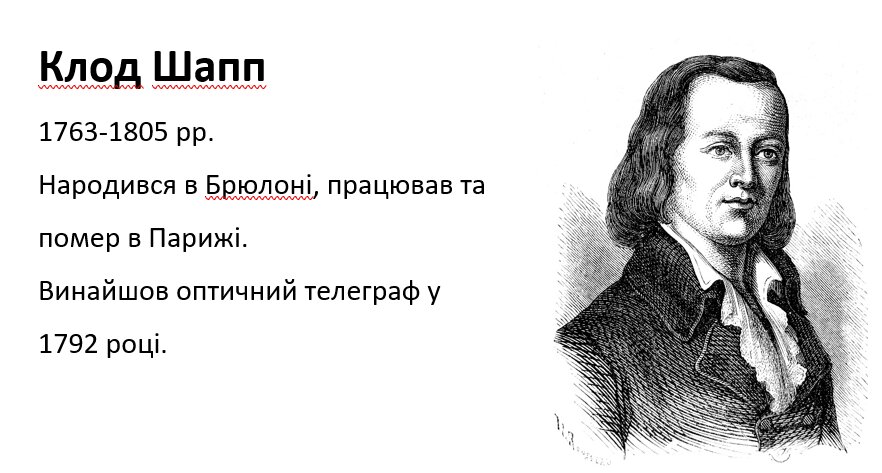 Клод Шапп
1763-1805 рр.
Народився в Брюлоні, працював та
помер в Парижі.
Винайшов оптичний телеграф у
1792 році.